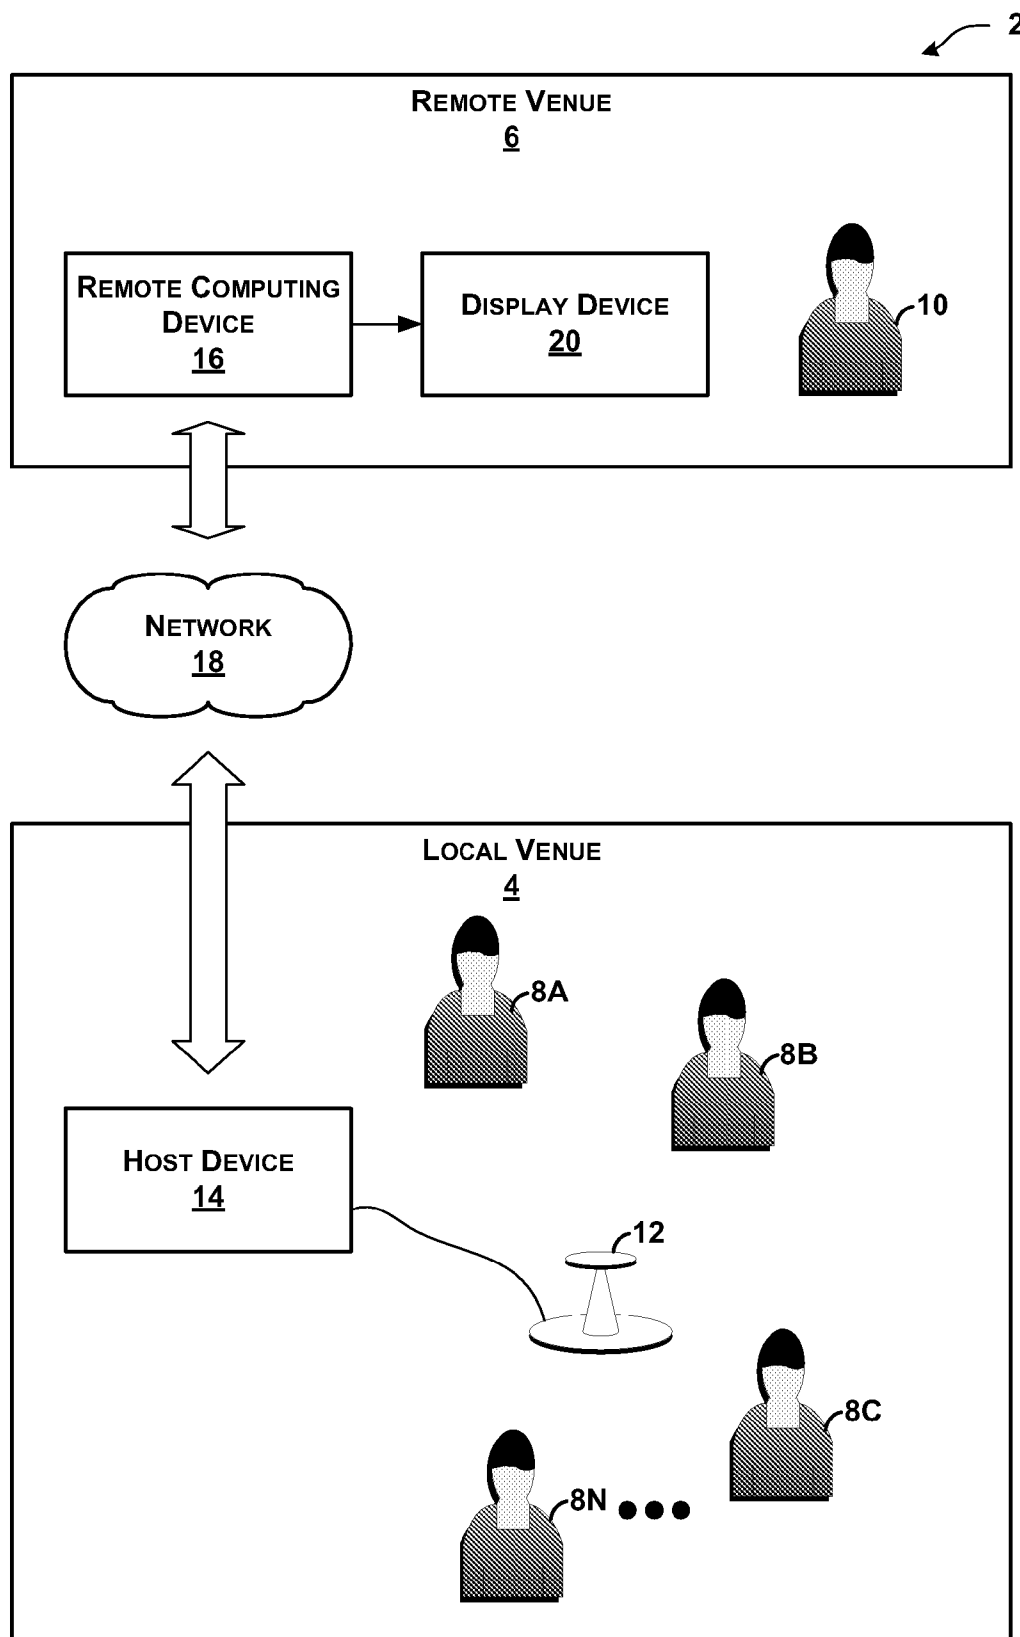 2
REMOTE VENUE
6
REMOTE COMPUTING
DEVICE
16
DISPLAY DEVICE
20
10
NETWORK
18
LOCAL VENUE
4
8A
8B
HOST DEVICE
14
12
8C
8N